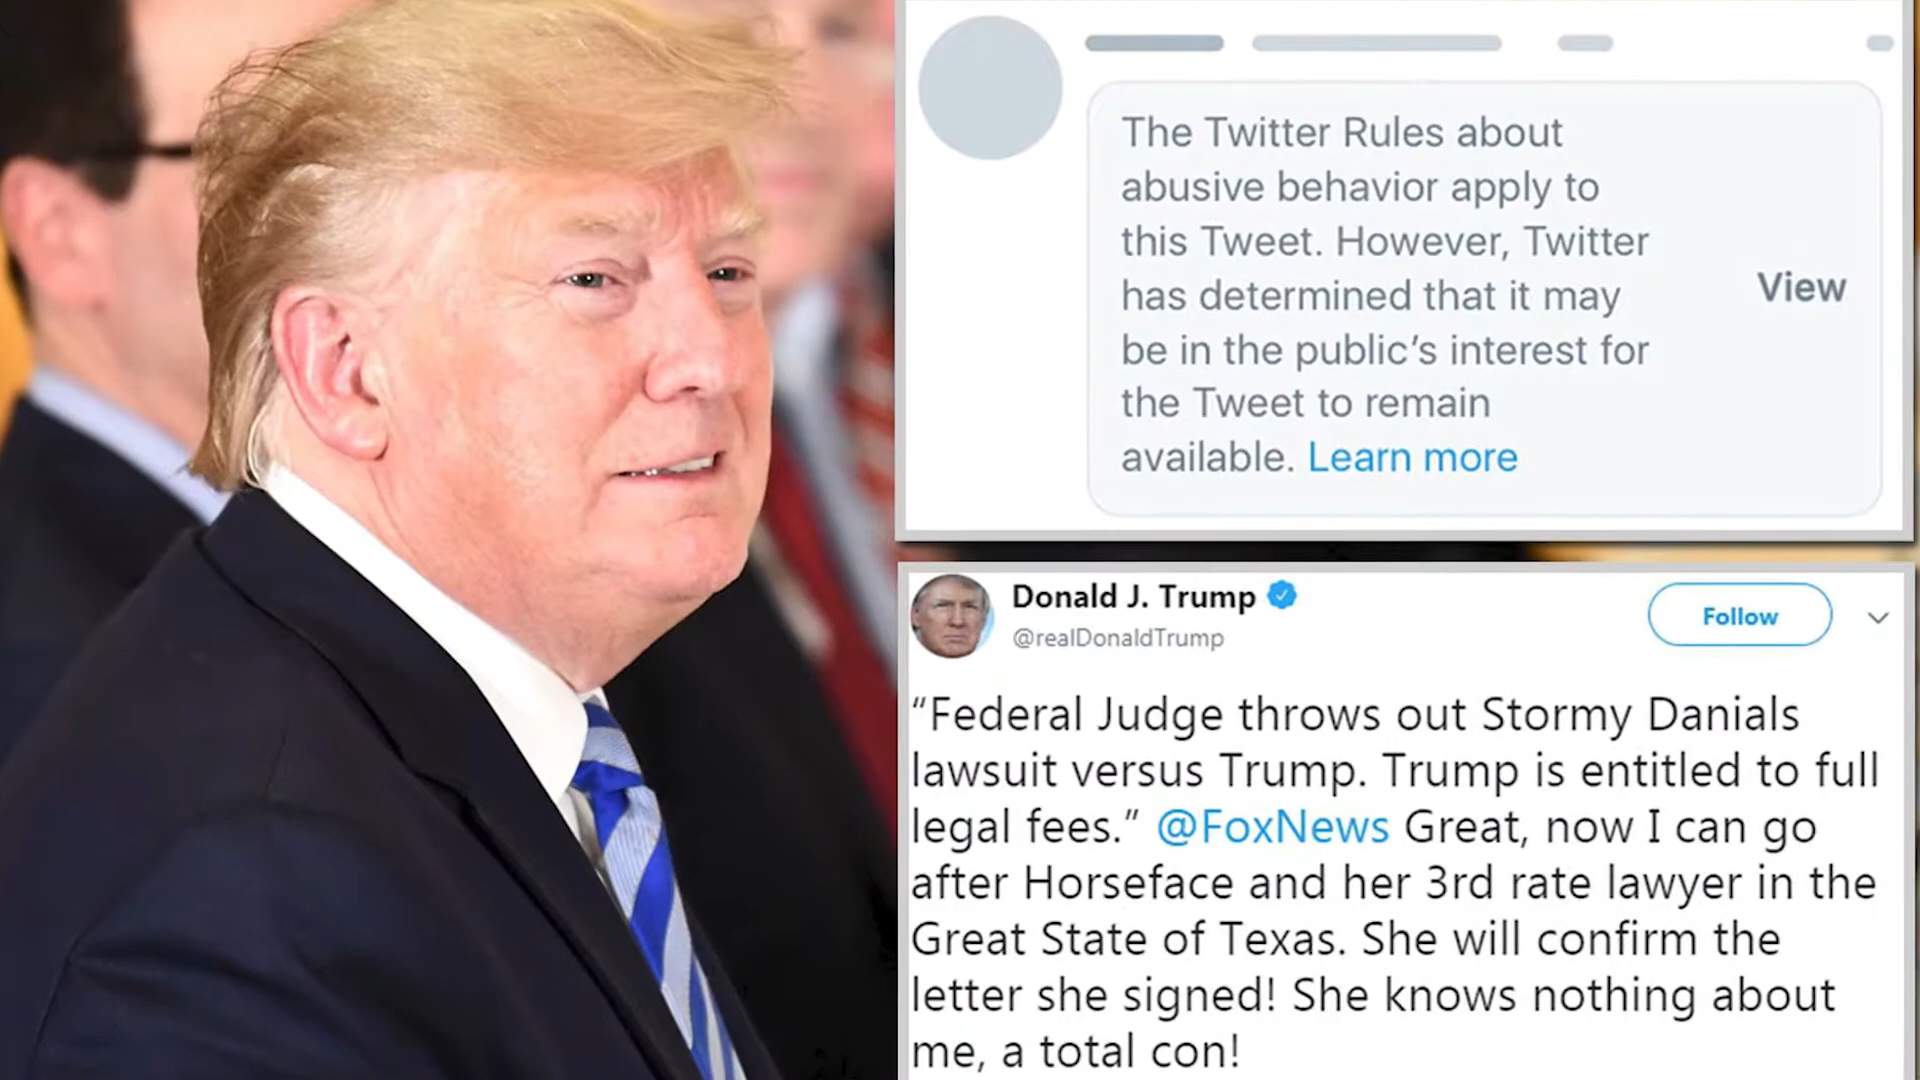 The Twitter Rules about
abusive behavior apply to
this Tweet. However, Twitter
has determined that it may
be in the public's interest for
the Tweet to remain
available. Learn more
View
Donald J. Trump
@realDonaldTrump
Follow
“Federal Judge throws out Stormy Danials
lawsuit versus Trump. Trump is entitled to full
legal fees.” @FoxNews Great, now I can go
after Horseface and her 3rd rate lawyer in the
Great State of Texas. She will confirm the
letter she signed! She knows nothing about
me, a total con!